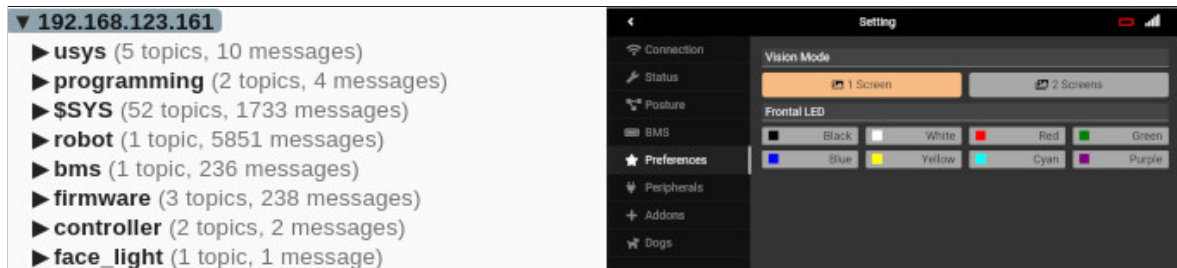 ▼ 192.168.123.161
▶ usys (5 topics, 10 messages)
▶ programming (2 topics, 4 messages)
▶ $SYS (52 topics, 1733 messages)
▶ robot (1 topic, 5851 messages)
▶ bms (1 topic, 236 messages)
▶ firmware (3 topics, 238 messages)
▶ controller (2 topics, 2 messages)
▶ face_light (1 topic, 1 message)
Setting
Connection
Status
Posture
BMS
Preferences
Peripherals
Addons
Dogs
Vision Mode
1 Screen 2 Screens
Frontal LED
Black White Red Green
Blue Yellow Cyan Purple